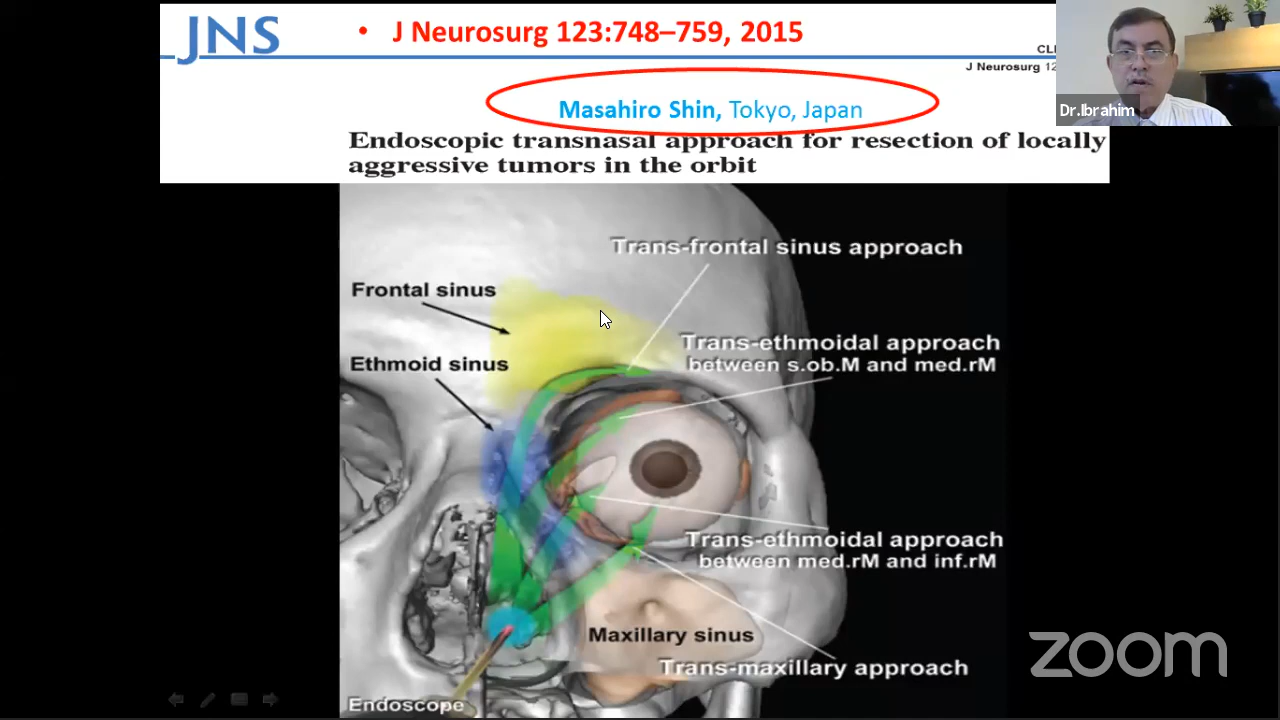 JNS
• J Neurosurg 123:748–759, 2015
J Neurosurg 12
Dr.Ibrahim
Masahiro Shin, Tokyo, Japan
Endoscopic transnasal approach for resection of locally
aggressive tumors in the orbit
Trans-frontal sinus approach
Frontal sinus
Trans-ethmoidal approach
between s.ob.M and med.rM
Ethmoid sinus
Trans-ethmoidal approach
between med.rM and inf.rM
Maxillary sinus
Trans-maxillary approach
Endoscope
zoom